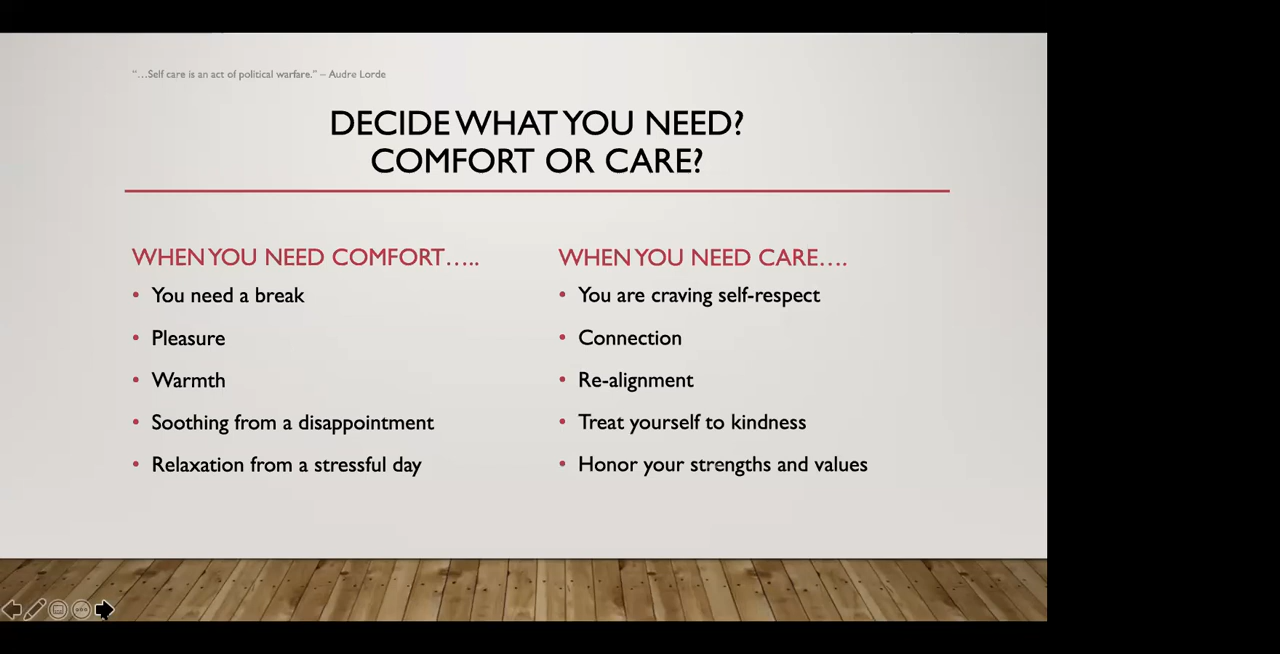 “…Self care is an act of political warfare.” – Audre Lorde
DECIDE WHAT YOU NEED?
COMFORT OR CARE?
WHEN YOU NEED COMFORT…..
• You need a break
• Pleasure
• Warmth
• Soothing from a disappointment
• Relaxation from a stressful day
WHEN YOU NEED CARE….
• You are craving self-respect
• Connection
• Re-alignment
• Treat yourself to kindness
• Honor your strengths and values